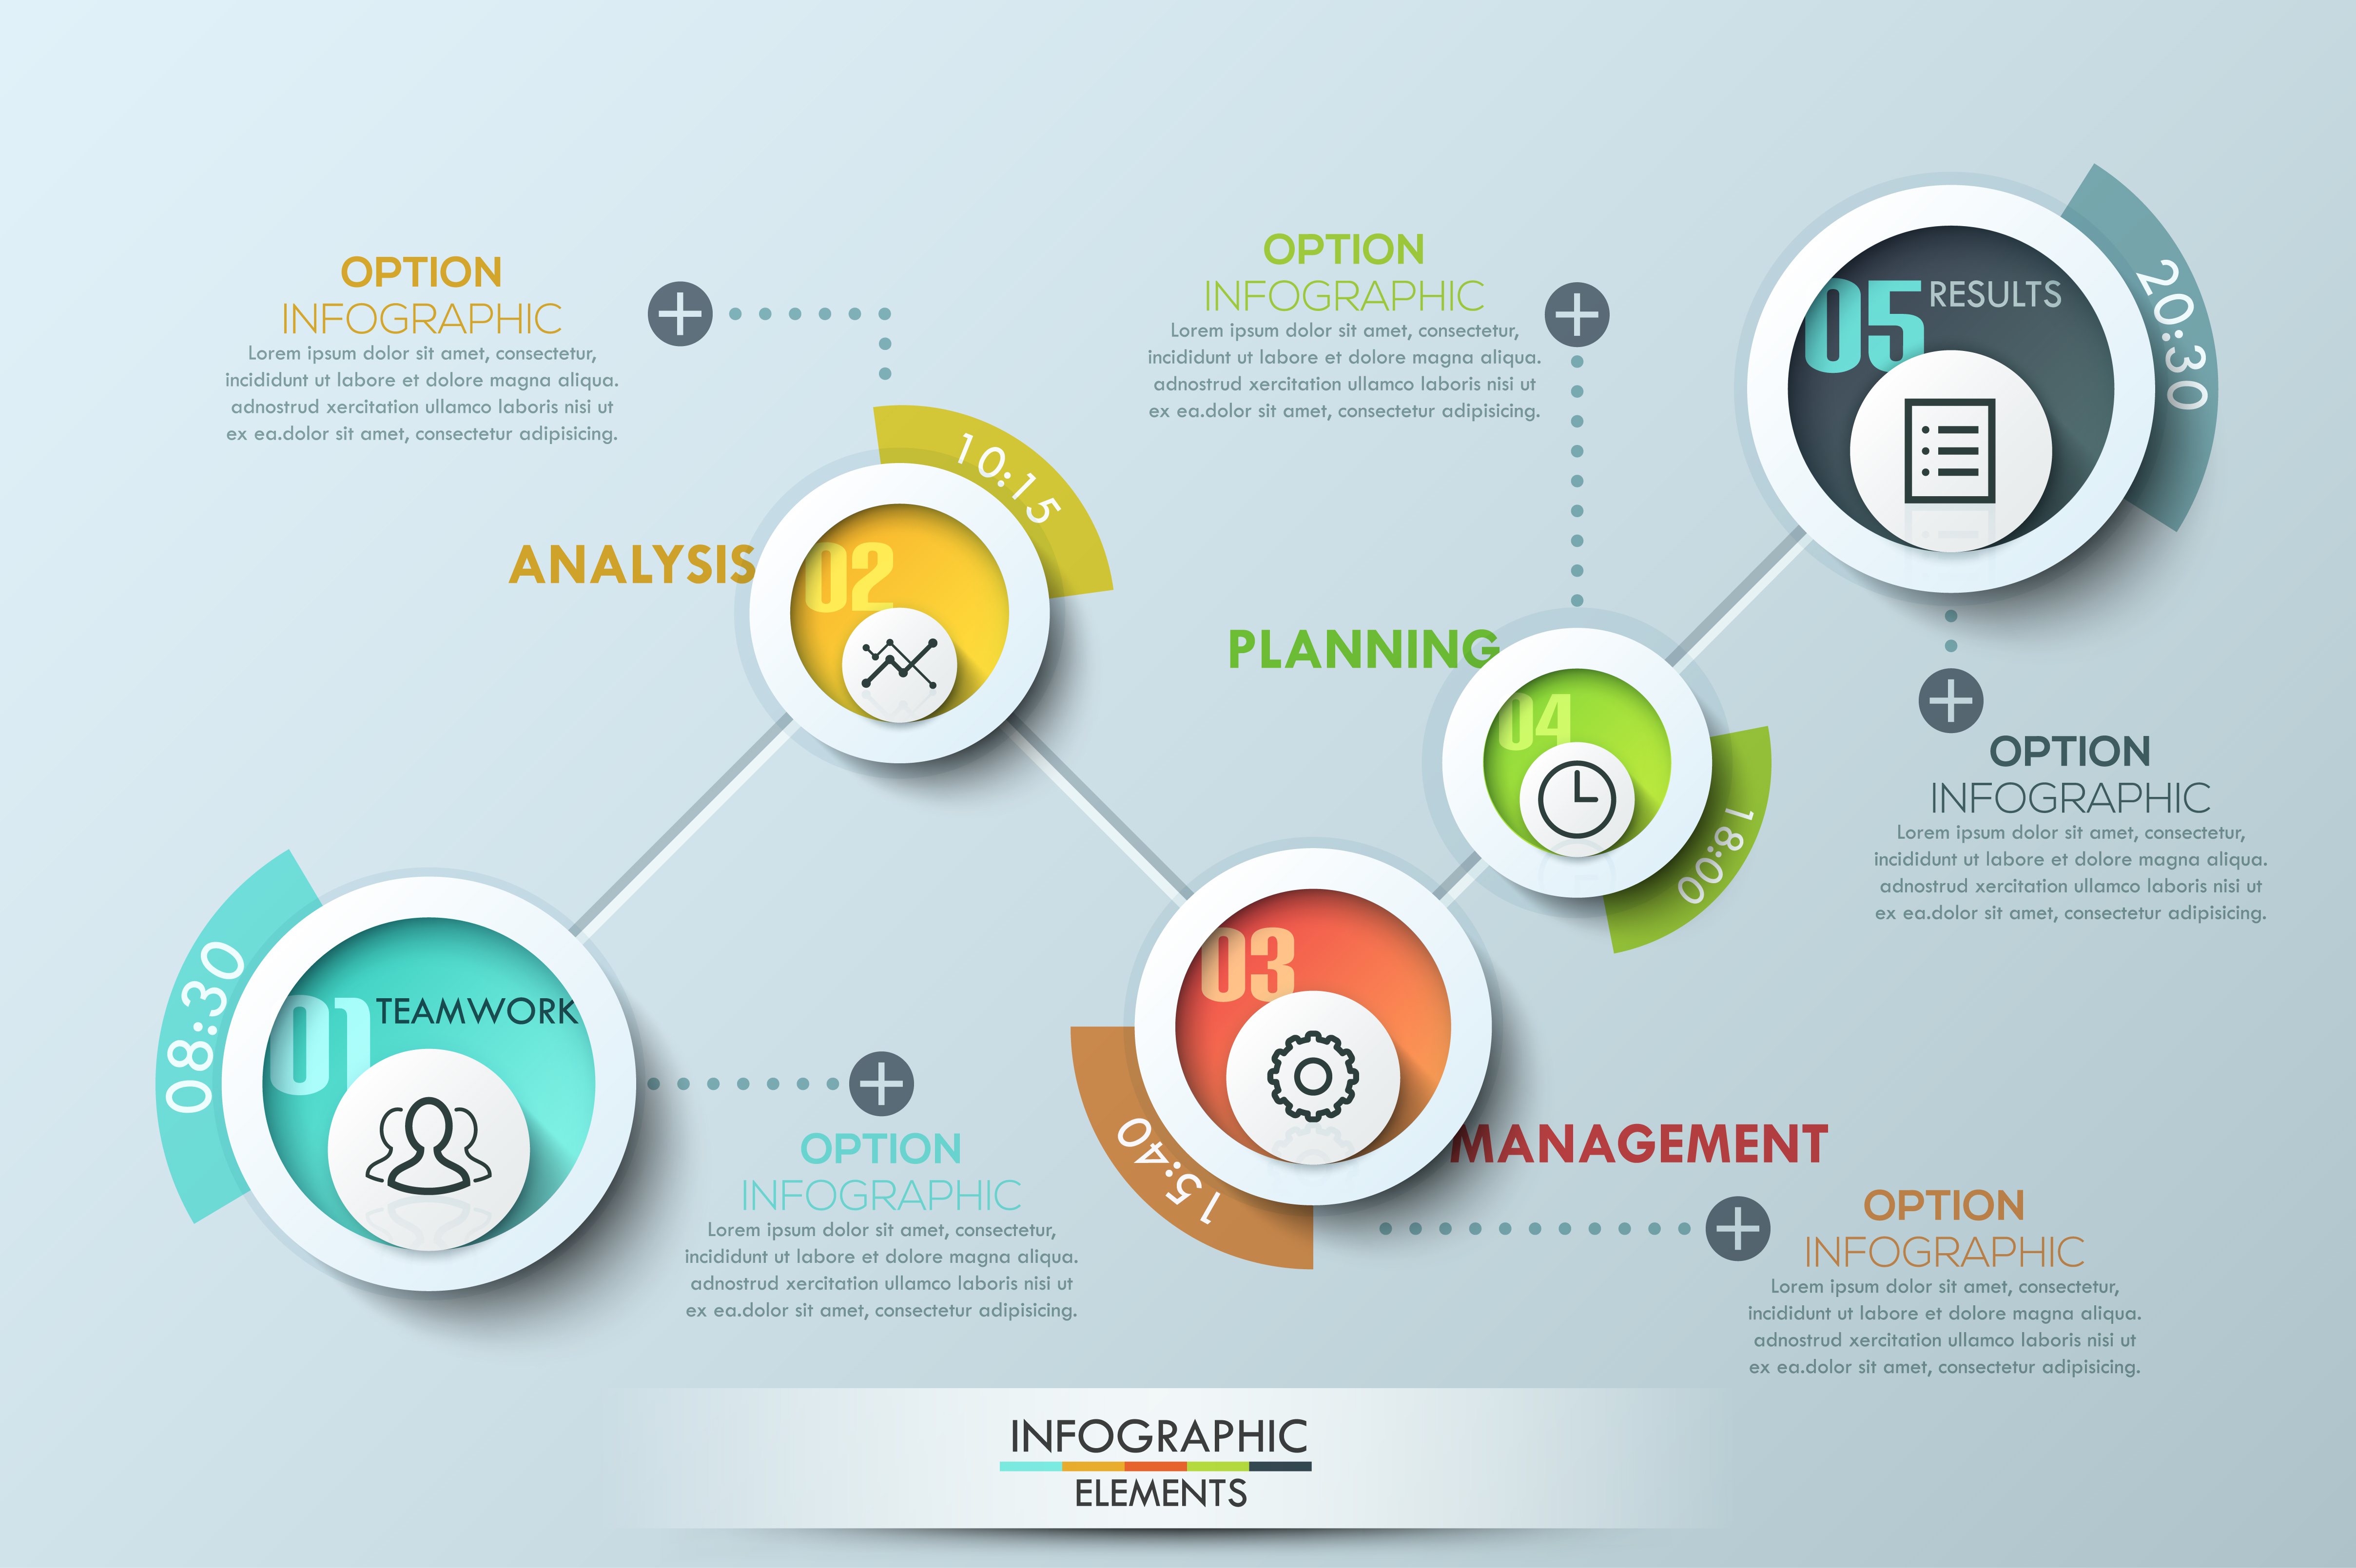 08:30
01
TEAMWORK
OPTION
INFOGRAPHIC
Lorem ipsum dolor sit amet, consectetur,
incididunt ut labore et dolore magna aliqua.
adnostrud xercitation ullamco laboris nisi ut
ex ea.dolor sit amet, consectetur adipisicing.
OPTION
INFOGRAPHIC
Lorem ipsum dolor sit amet, consectetur,
incididunt ut labore et dolore magna aliqua.
adnostrud xercitation ullamco laboris nisi ut
ex ea.dolor sit amet, consectetur adipisicing.
ANALYSIS
02
10:15
03
15:40
MANAGEMENT
OPTION
INFOGRAPHIC
Lorem ipsum dolor sit amet, consectetur,
incididunt ut labore et dolore magna aliqua.
adnostrud xercitation ullamco laboris nisi ut
ex ea.dolor sit amet, consectetur adipisicing.
OPTION
INFOGRAPHIC
Lorem ipsum dolor sit amet, consectetur,
incididunt ut labore et dolore magna aliqua.
adnostrud xercitation ullamco laboris nisi ut
ex ea.dolor sit amet, consectetur adipisicing.
PLANNING
04
18:00
05
RESULTS
20:30
OPTION
INFOGRAPHIC
Lorem ipsum dolor sit amet, consectetur,
incididunt ut labore et dolore magna aliqua.
adnostrud xercitation ullamco laboris nisi ut
ex ea.dolor sit amet, consectetur adipisicing.
INFOGRAPHIC
ELEMENTS